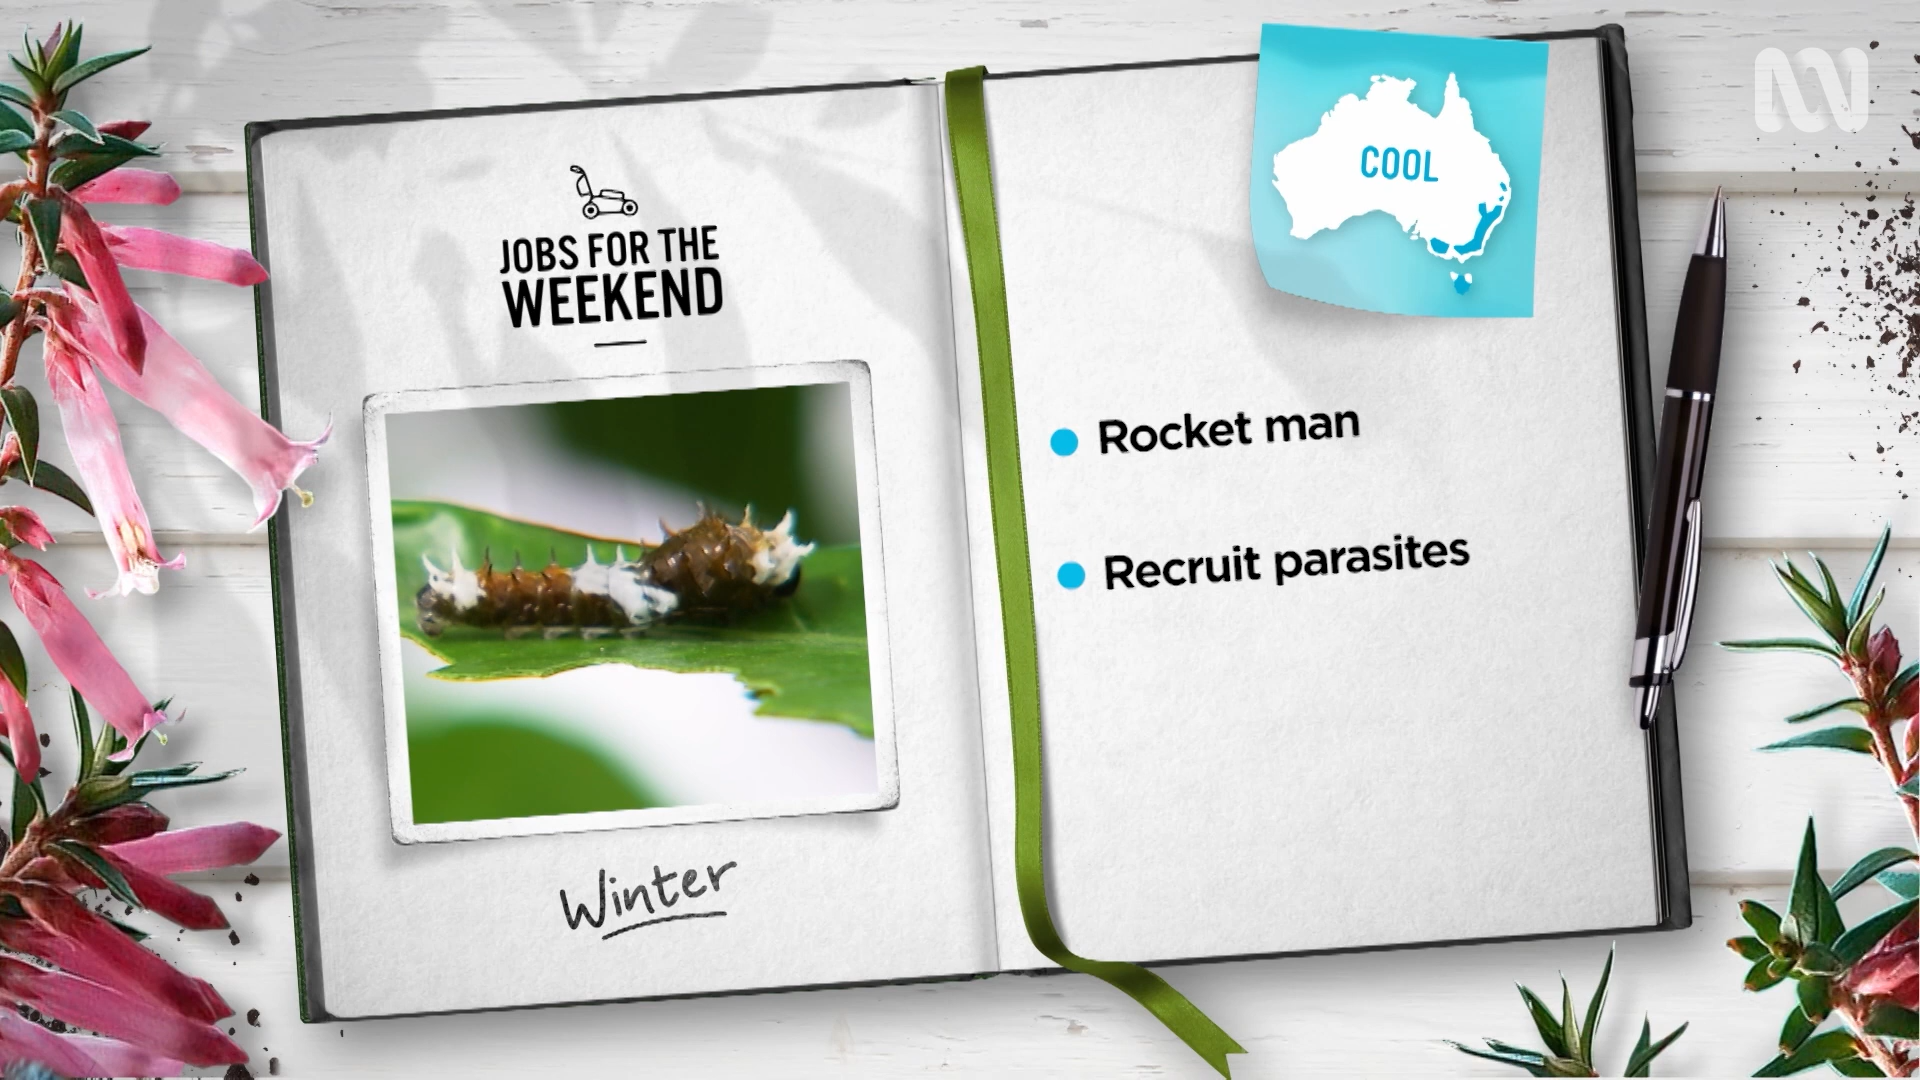 JOBS FOR THE
WEEKEND
Winter
COOL
Rocket man
Recruit parasites